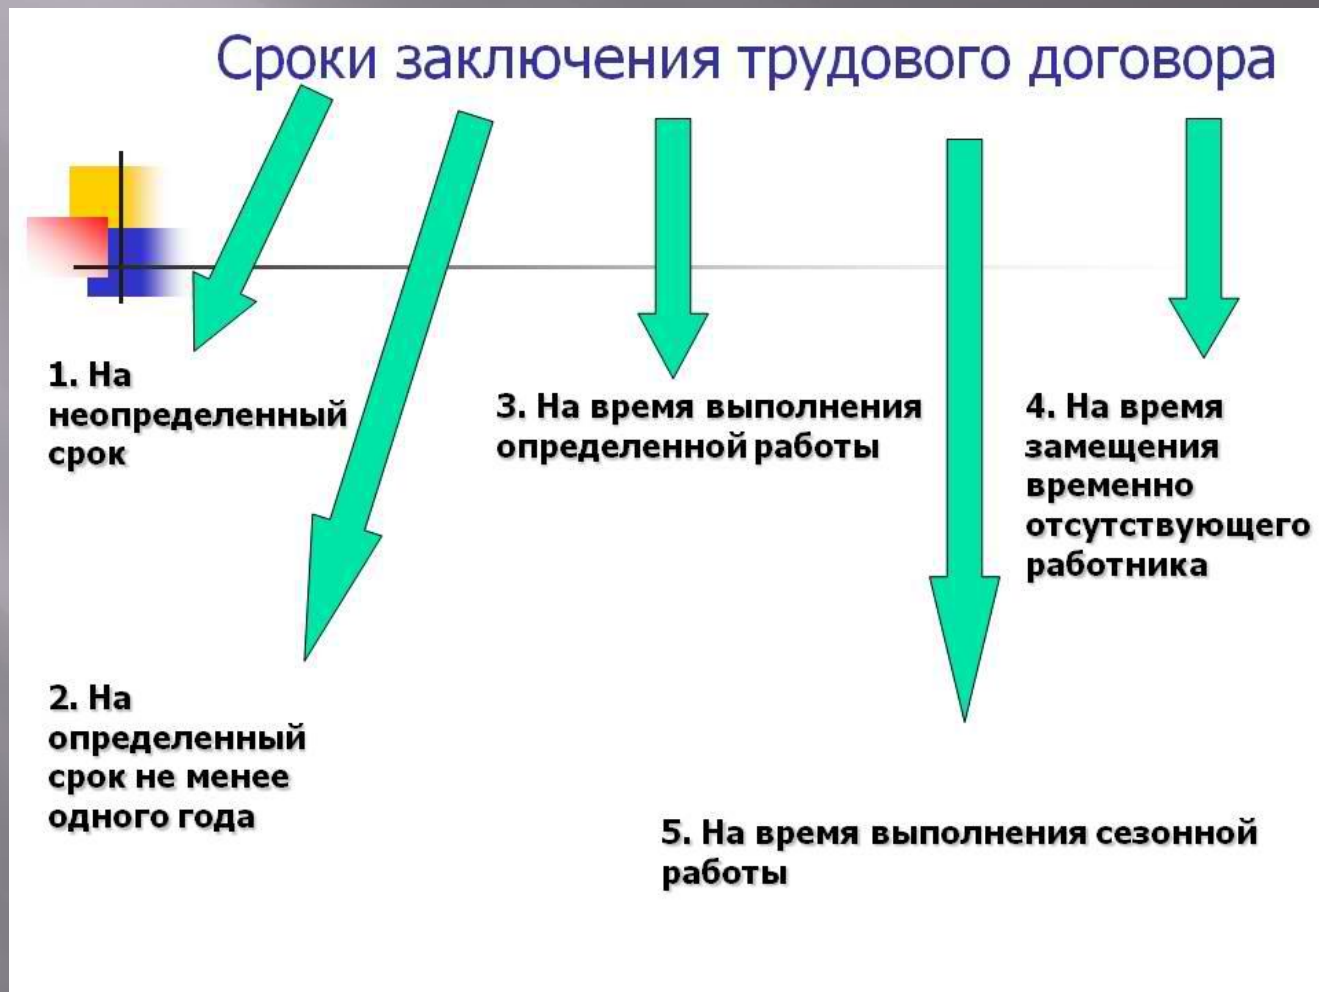 Сроки заключения трудового договора
1. На
неопределенный
срок
2. На
определенный
срок не менее
одного года
3. На время выполнения
определенной работы
4. На время
замещения
временно
отсутствующего
работника
5. На время выполнения сезонной
работы